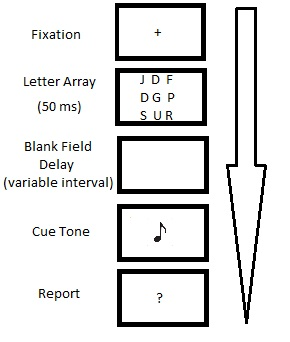 Fixation
+
Letter Array
(50 ms)
J D F
D G P
S U R
Blank Field
Delay
(variable interval)
Cue Tone
Report
?